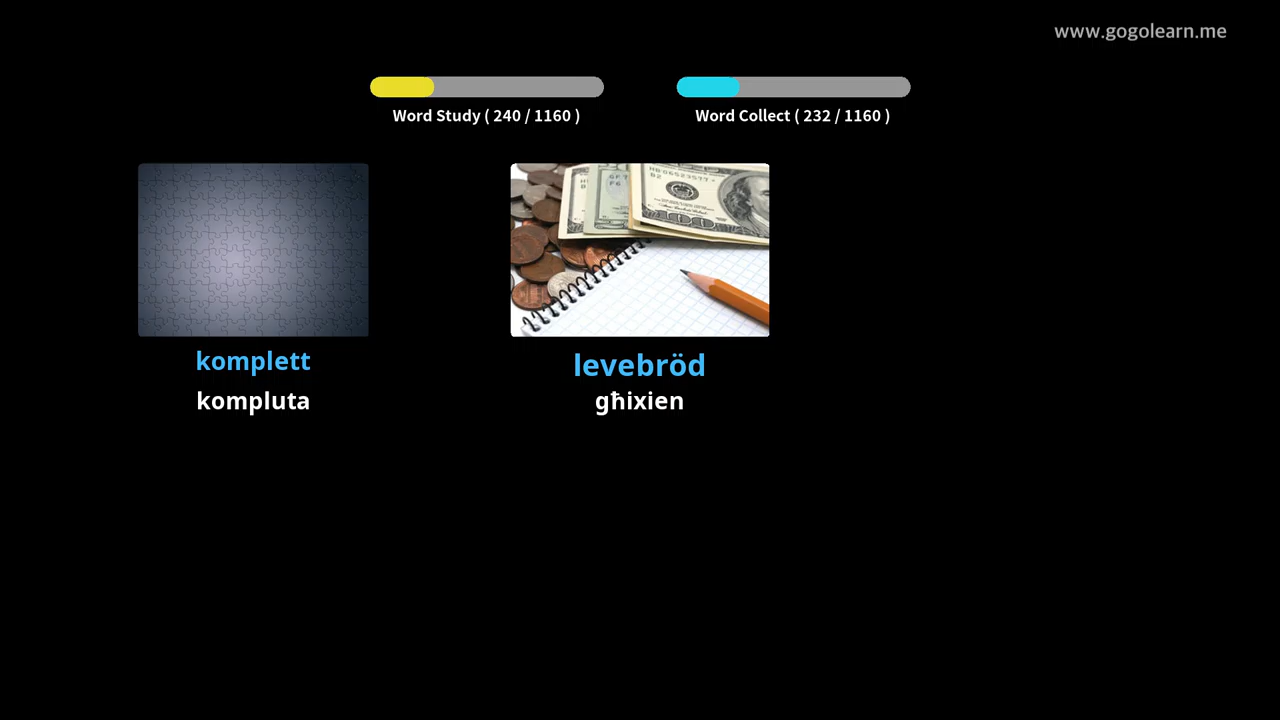 www.gogolearn.me
Word Study ( 240 / 1160 )
Word Collect ( 232 / 1160 )
komplett
kompluta
levebröd
għixien